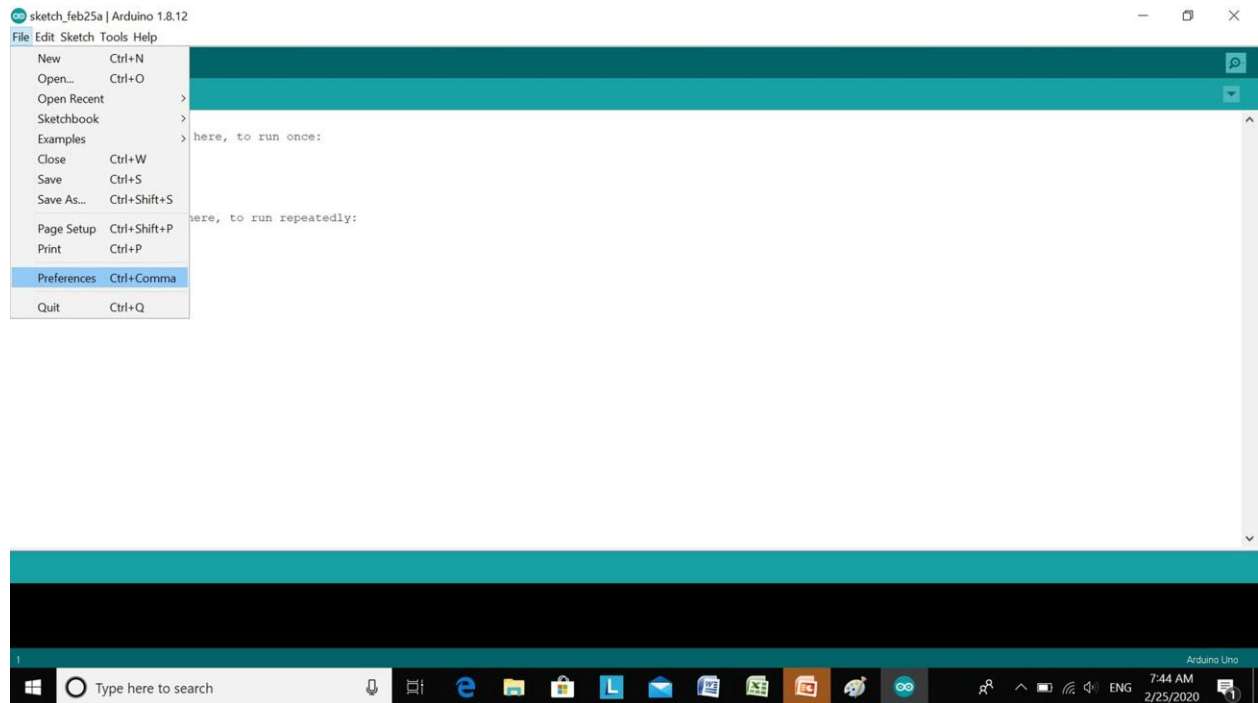 sketch_feb25a | Arduino 1.8.12
File Edit Sketch Tools Help
New Ctrl+N
Open... Ctrl+O
Open Recent
Sketchbook
Examples
Close Ctrl+W
Save Ctrl+S
Save As... Ctrl+Shift+S
Page Setup Ctrl+Shift+P
Print Ctrl+P
Preferences Ctrl+Comma
Quit Ctrl+Q
here, to run once:
here, to run repeatedly:
1
Arduino Uno
Type here to search
L
ENG
7:44 AM
2/25/2020
1